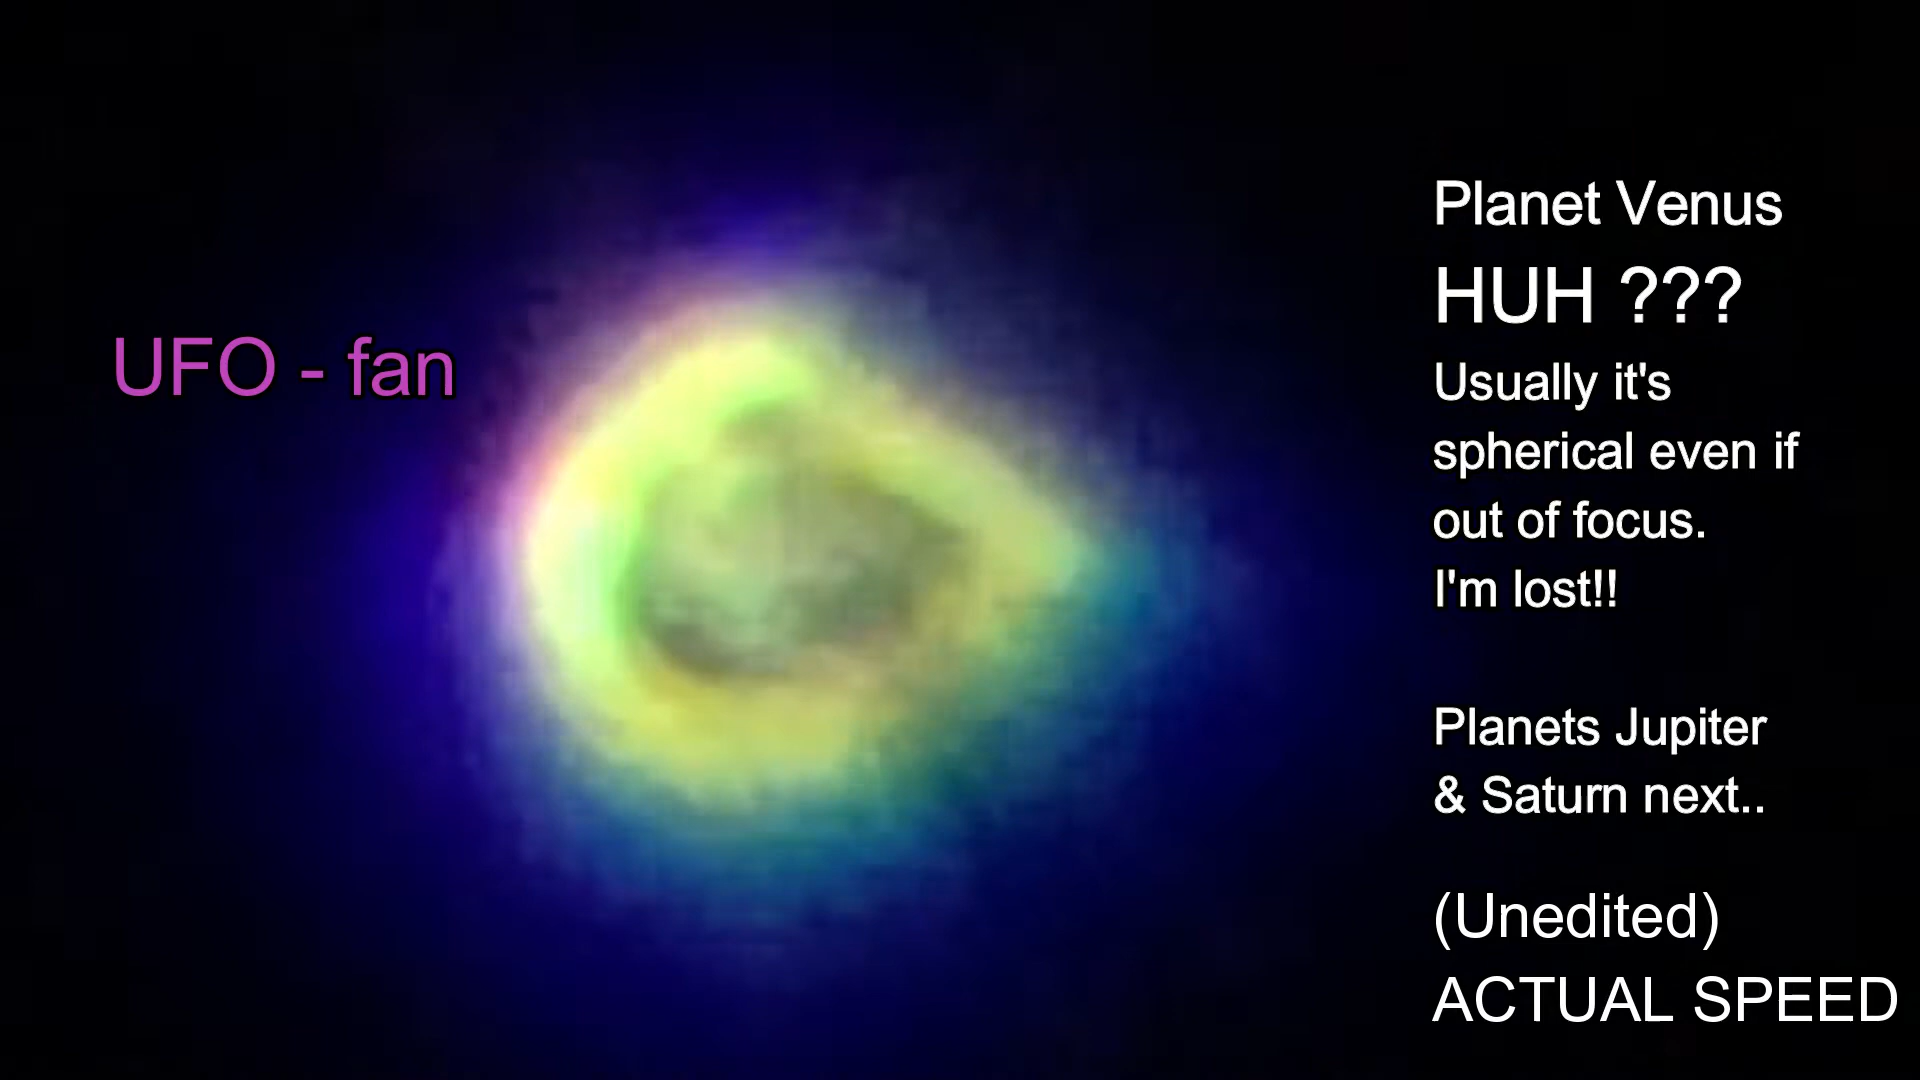 UFO - fan
Planet Venus
HUH ???
Usually it's
spherical even if
out of focus.
I'm lost!!
Planets Jupiter
& Saturn next..
(Unedited)
ACTUAL SPEED